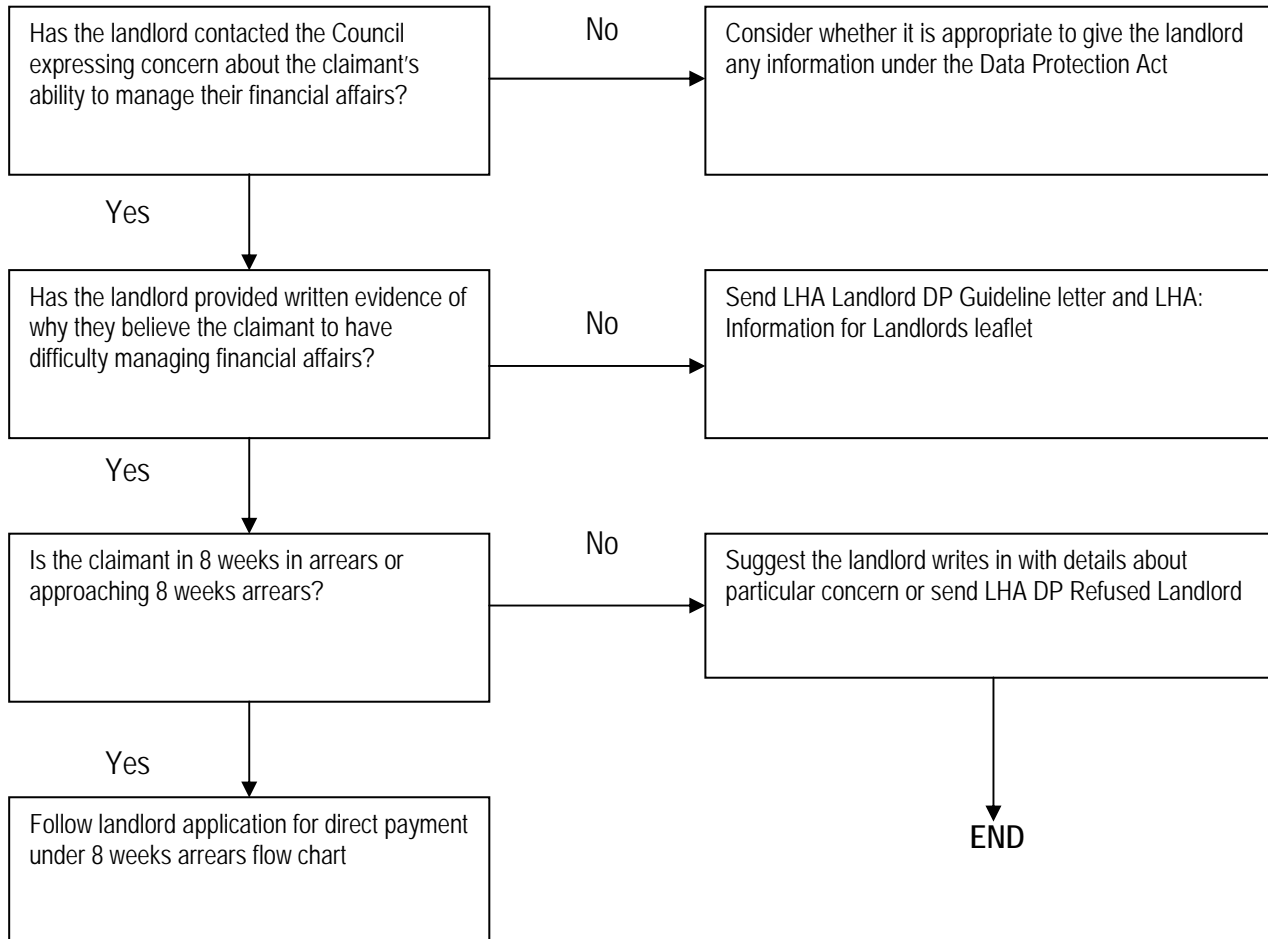 Has the landlord contacted the Council
expressing concern about the claimant's
ability to manage their financial affairs?
No
Consider whether it is appropriate to give the landlord
any information under the Data Protection Act
Yes
Has the landlord provided written evidence of
why they believe the claimant to have
difficulty managing financial affairs?
No
Send LHA Landlord DP Guideline letter and LHA:
Information for Landlords leaflet
Yes
Is the claimant in 8 weeks in arrears or
approaching 8 weeks arrears?
No
Suggest the landlord writes in with details about
particular concern or send LHA DP Refused Landlord
Yes
Follow landlord application for direct payment
under 8 weeks arrears flow chart
END